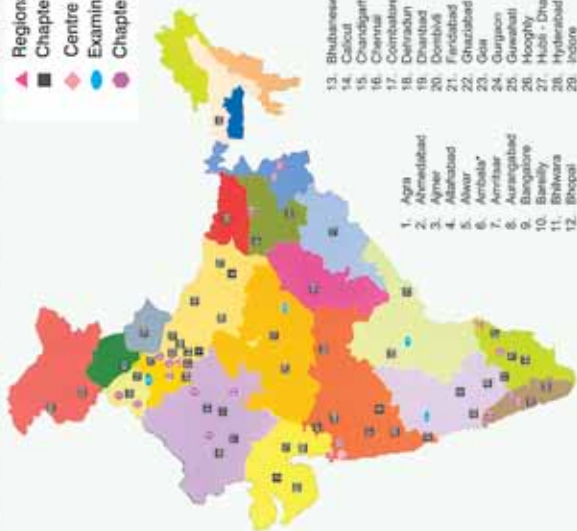 Regiona
Chapte
Centre
Examin
Chapte
1. Agra
2. Ahmedabad
3. Ajmer
4. Allahabad
5. Alwar
6. Ambala*
7. Amritsar
8. Aurangabad
9. Bangalore
10. Bareilly
11. Bhilwara
12. Bhopal
13. Bhubanesw
14. Calicut
15. Chandigarh
16. Chennai
17. Coimbatore
18. Dehradun
19. Dhanbad
20. Dombivli
21. Faridabad
22. Ghaziabad
23. Goa
24. Gurgaon
25. Guwahati
26. Hooghly
27. Hubli - Dha
28. Hyderabad
29. Indore